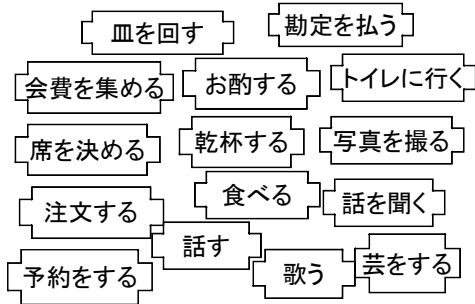 皿を回す
勘定を払う
会費を集める
お酌する
トイレに行く
席を決める
乾杯する
写真を撮る
注文する
食べる
話を聞く
話す
予約をする
歌う
芸をする